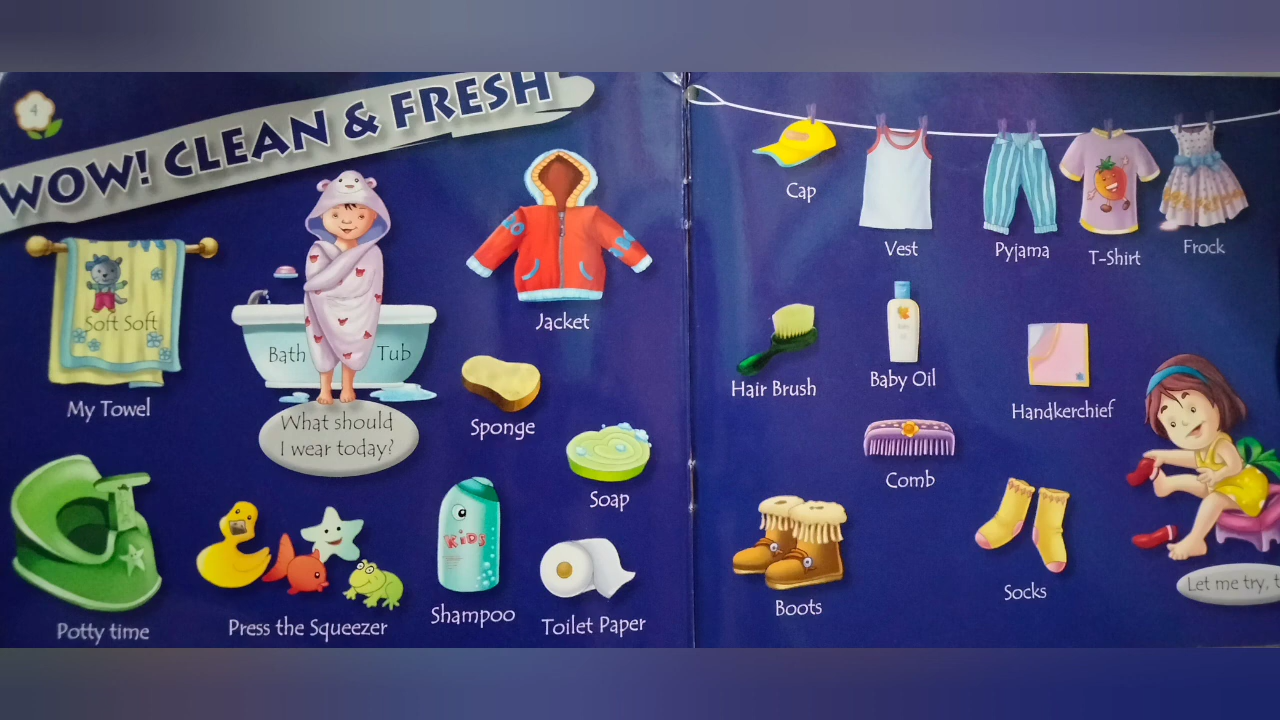 4
WOW! CLEAN & FRESH
Soft Soft
My Towel
Bath Tub
What should
I wear today?
Jacket
Sponge
Soap
Potty time
Press the Squeezer
KIDS
Shampoo
Toilet Paper
Cap
Vest
Pyjama
T-Shirt
Frock
Hair Brush
Baby Oil
Handkerchief
Comb
Boots
Socks
Let me try,